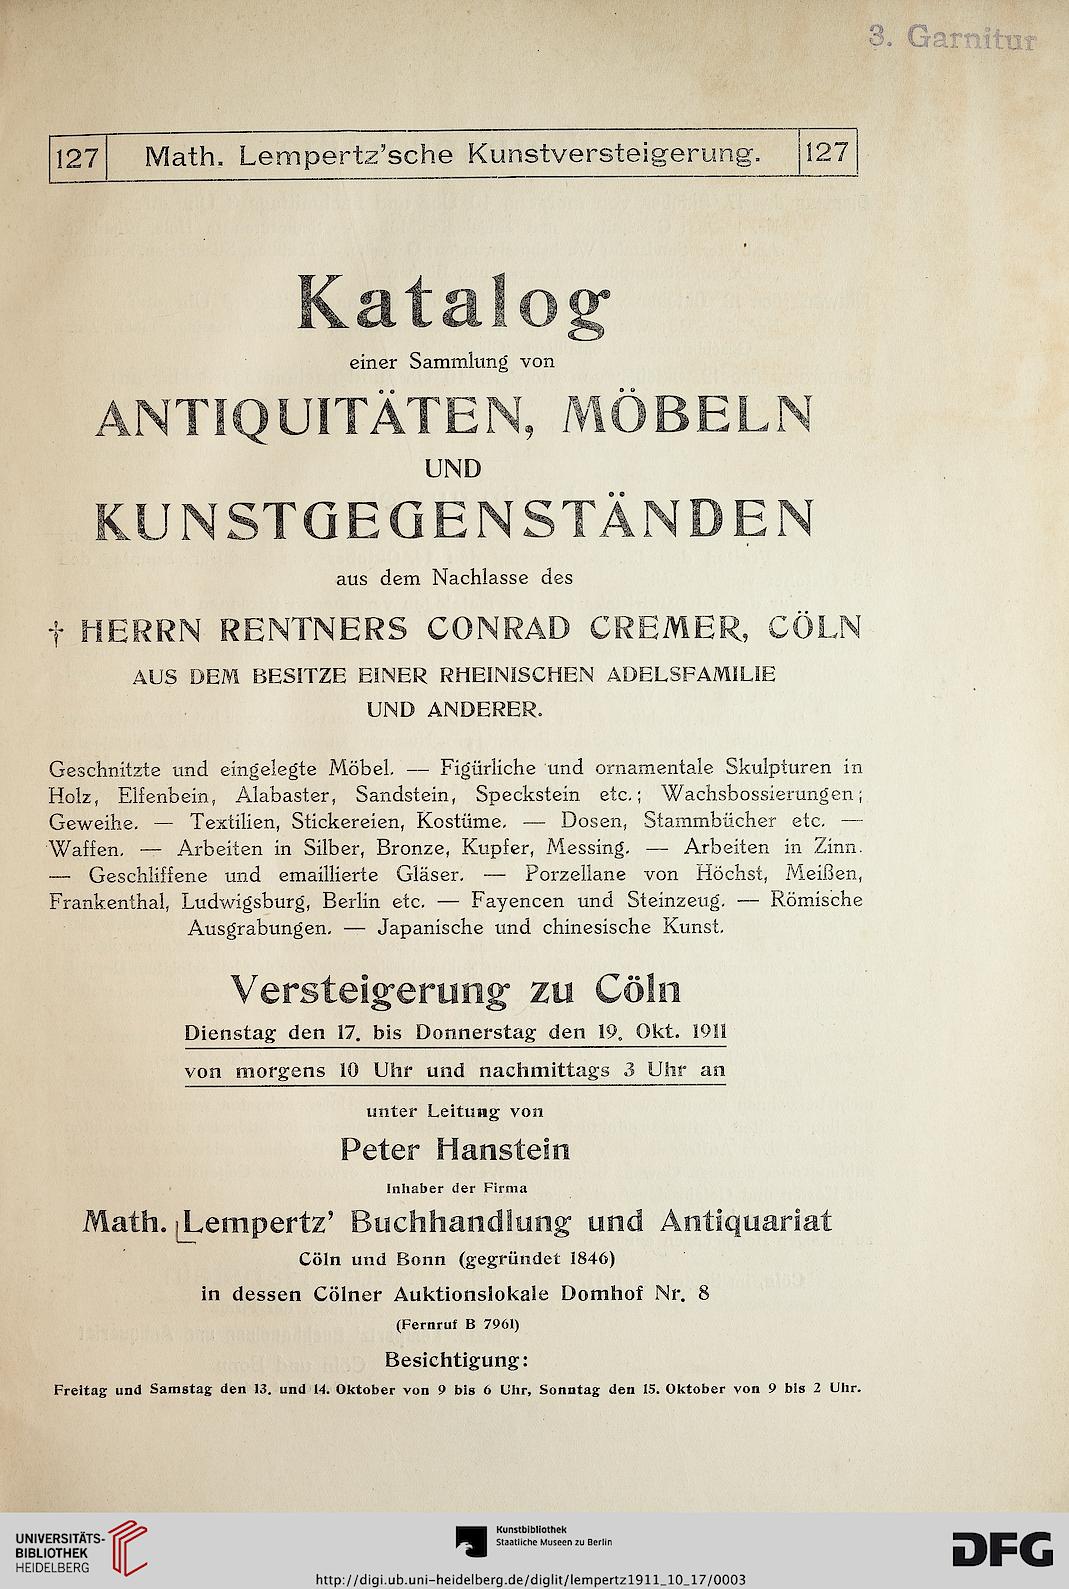 3. Garnitur
127 Math. Lempertz'sche Kunstversteigerung. 127
Katalog
einer Sammlung von
ANTIQUITÄTEN, MÖBELN
UND
KUNSTGEGENSTÄNDEN
aus dem Nachlasse des
† HERRN RENTNERS CONRAD CREMER, CÖLN
AUS DEM BESITZE EINER RHEINISCHEN ADELSFAMILIE
UND ANDERER.
Geschnitzte und eingelegte Möbel. — Figürliche und ornamentale Skulpturen in
Holz, Elfenbein, Alabaster, Sandstein, Speckstein etc.; Wachsbossierungen;
Geweihe. — Textilien, Stickereien, Kostüme. — Dosen, Stammbücher etc. —
Waffen. — Arbeiten in Silber, Bronze, Kupfer, Messing. — Arbeiten in Zinn.
— Geschliffene und emaillierte Gläser. — Porzellane von Höchst, Meißen,
Frankenthal, Ludwigsburg, Berlin etc. — Fayencen und Steinzeug. — Römische
Ausgrabungen. — Japanische und chinesische Kunst.
Versteigerung zu Cöln
Dienstag den 17. bis Donnerstag den 19. Okt. 1911
von morgens 10 Uhr und nachmittags 3 Uhr an
unter Leitung von
Peter Hanstein
Inhaber der Firma
Math. Lempertz' Buchhandlung und Antiquariat
Cöln und Bonn (gegründet 1846)
in dessen Cölner Auktionslokale Domhof Nr. 8
(Fernruf B 7961)
Besichtigung:
Freitag und Samstag den 13. und 14. Oktober von 9 bis 6 Uhr, Sonntag den 15. Oktober von 9 bis 2 Uhr.
UNIVERSITÄTS-
BIBLIOTHEK
HEIDELBERG
Kunstbibliothek
Staatliche Museen zu Berlin
DFG
http://digi.ub.uni-heidelberg.de/diglit/lempertz1911_10_17/0003